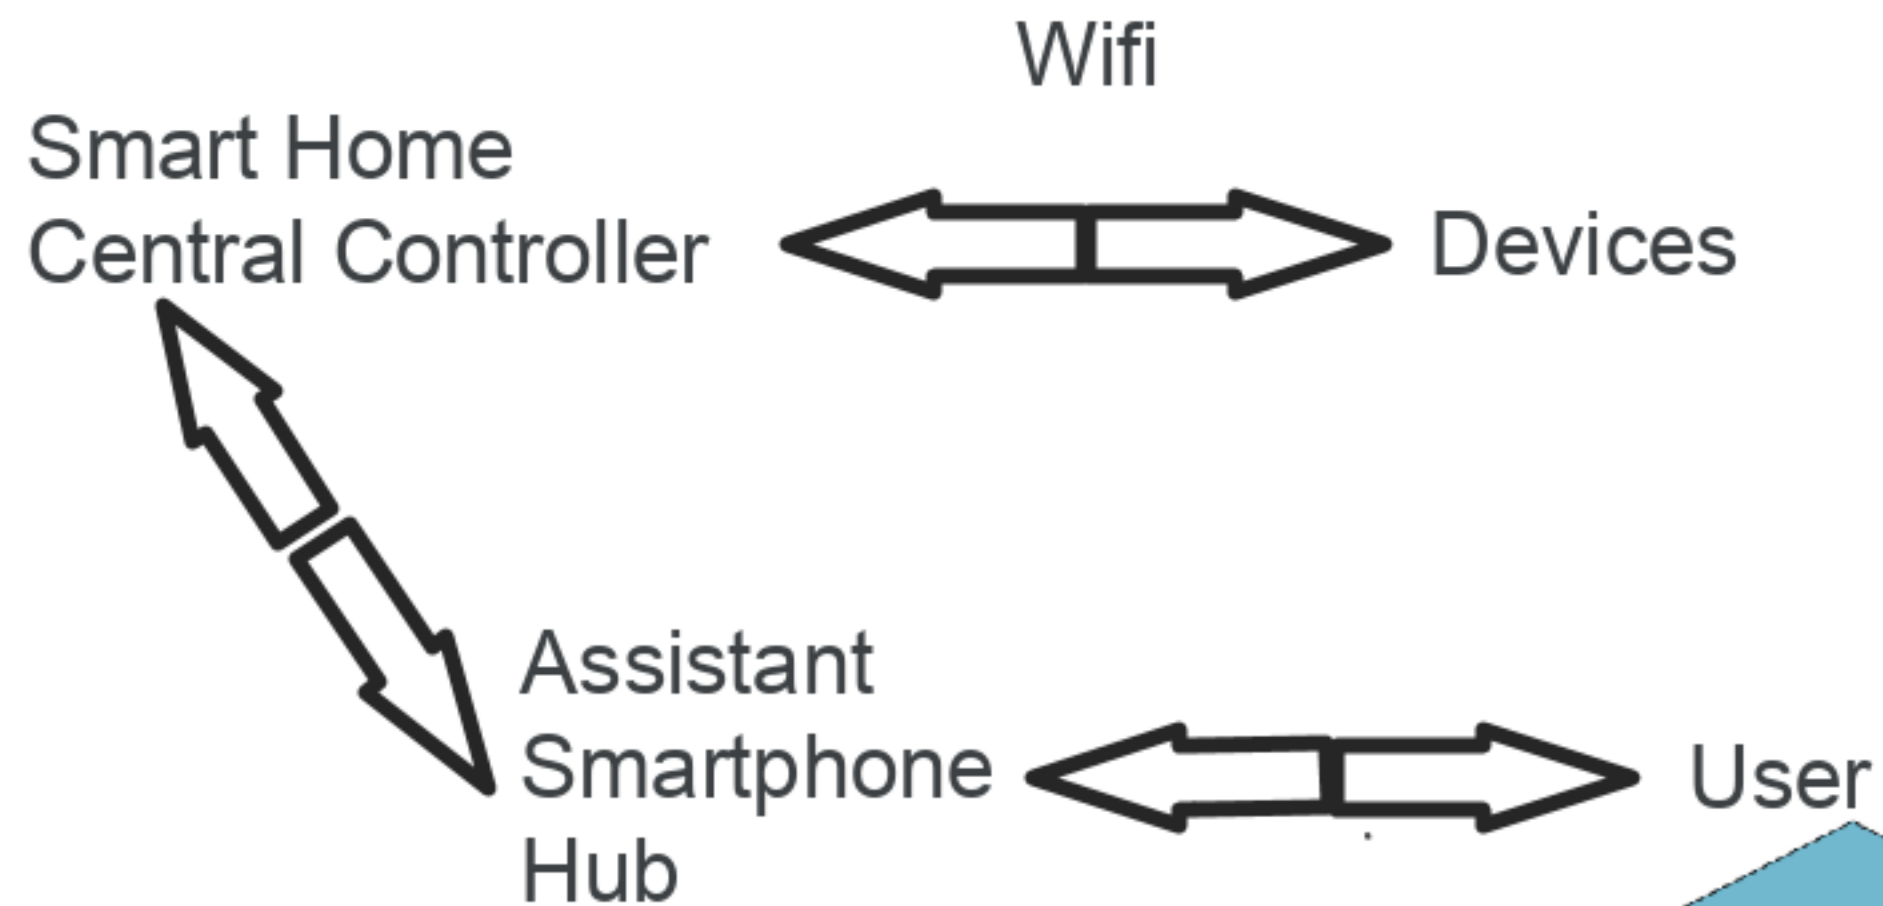 Wifi
Smart Home
Central Controller
Devices
Assistant
Smartphone
Hub
User